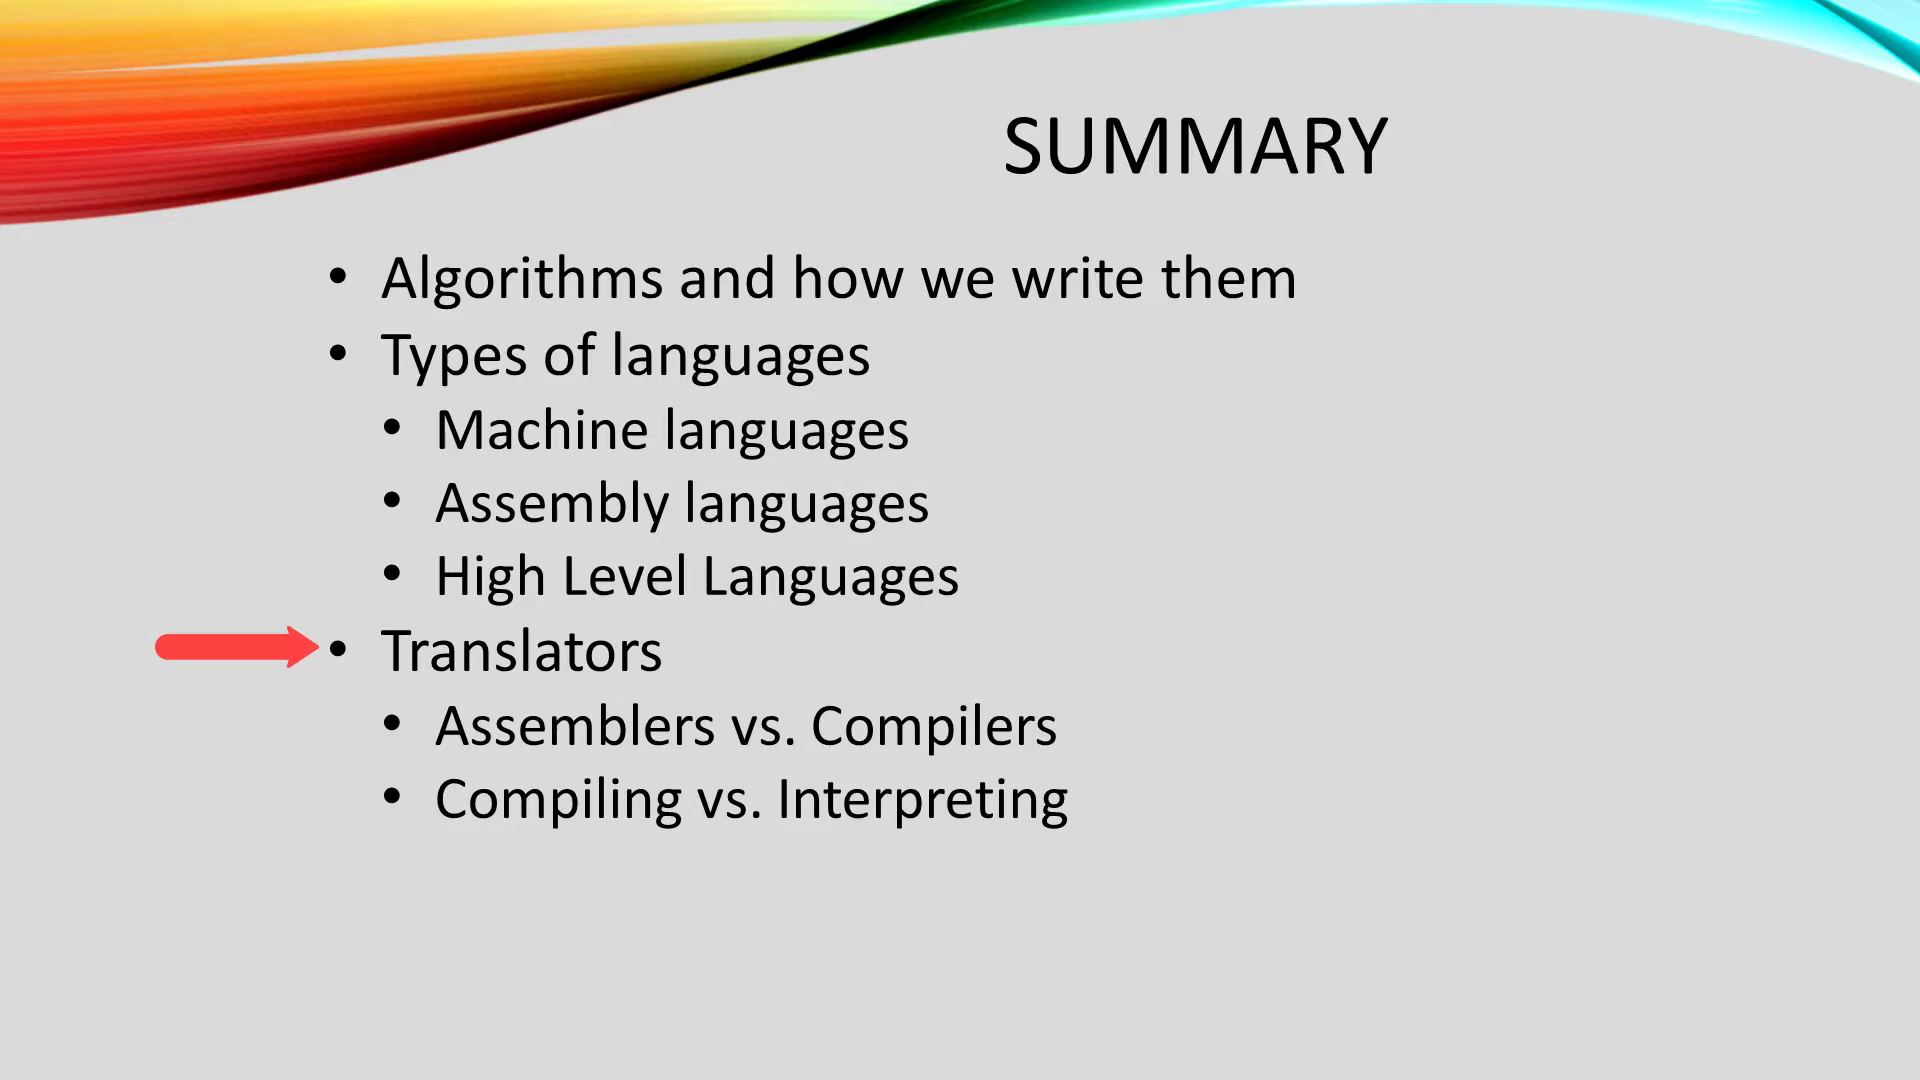 SUMMARY
• Algorithms and how we write them
• Types of languages
• Machine languages
• Assembly languages
• High Level Languages
• Translators
• Assemblers vs. Compilers
• Compiling vs. Interpreting